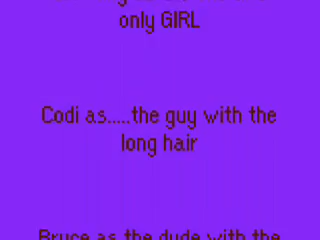 only GIRL
Codi as.....the guy with the
long hair
Bruce as the dude with the